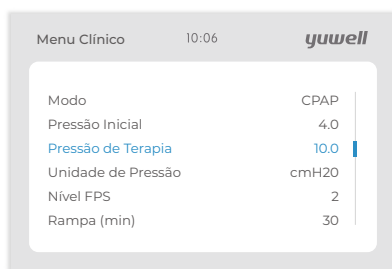 Menu Clínico 10:06 yuwell
Modo CPAP
Pressão Inicial 4.0
Pressão de Terapia 10.0
Unidade de Pressão cmH20
Nível FPS 2
Rampa (min) 30